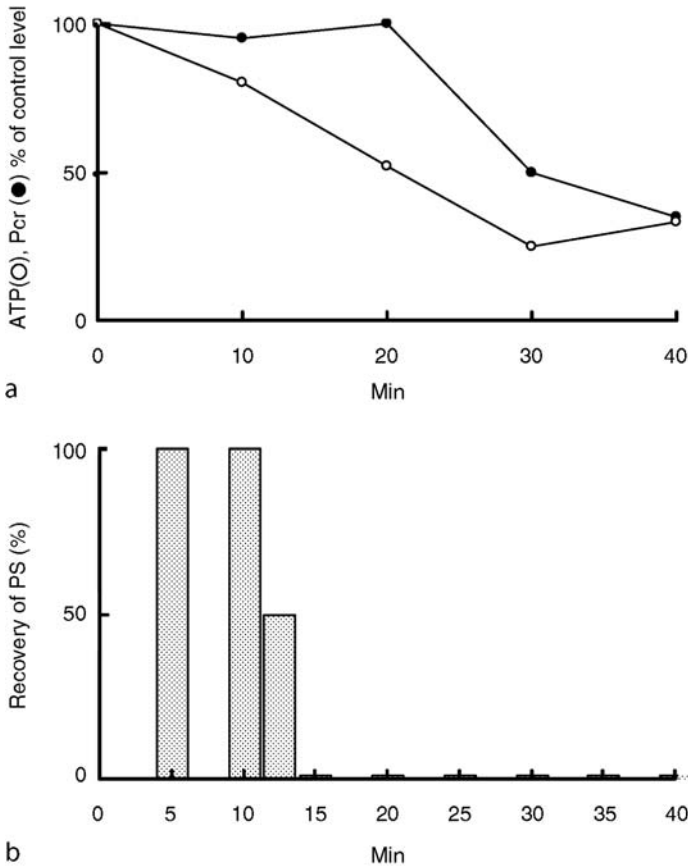 ATP(O), Pcr (●) % of control level
100
50
0
0 10 20 30 40
Min
a
Recovery of PS (%)
100
50
0
0 5 10 15 20 25 30 35 40
Min
b